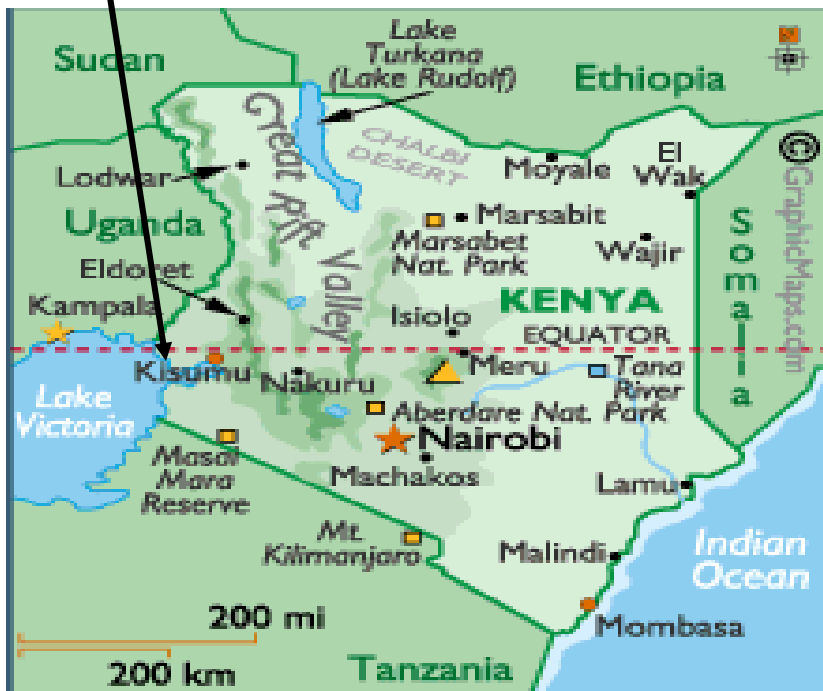 Sudan
Lake
Turkana
(Lake Rudolf)
Ethiopia
Great Rift Valley
CHALBI
DESERT
Lodwar
Moyale
El
Wak
Uganda
Marsabit
Marsabet
Nat. Park
Wajir
Somalia
©GraphicMaps.com
Eldoret
Kampala
Isiolo
KENYA
EQUATOR
Kisumu
Nakuru
Meru
Tana
River
Lake
Victoria
Aberdare Nat. Park
Nairobi
Masai
Mara
Reserve
Machakos
Lamu
Mt.
Kilimanjaro
Malindi
Indian
Ocean
200 mi
Mombasa
200 km
Tanzania